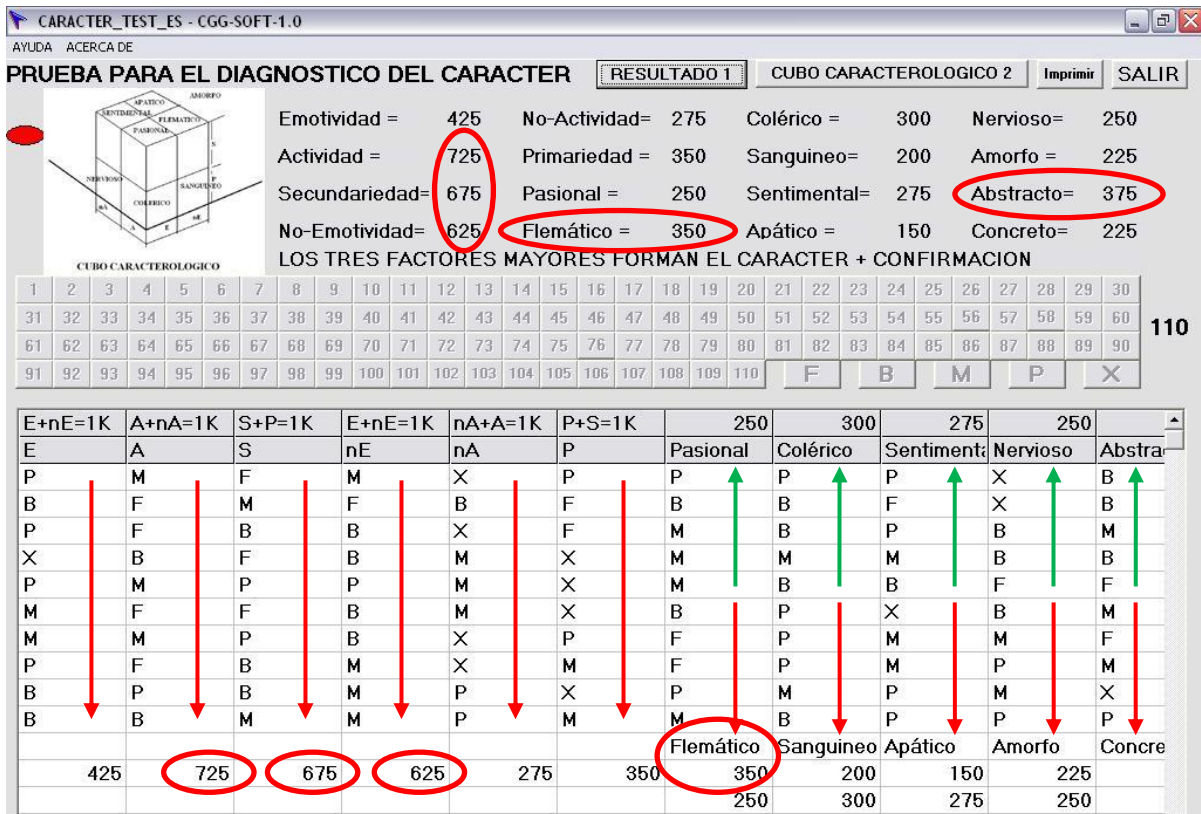 CARACTER_TEST_ES - CGG-SOFT-1.0
AYUDA ACERCA DE
PRUEBA PARA EL DIAGNOSTICO DEL CARACTER RESULTADO 1 CUBO CARACTEROLOGICO 2 Imprimir SALIR
APATICO AMORFO
SENTIMENTAL FLEMATICO
PASIONAL
S
P
NERVIOSO SANGUINEO
COLERICO
nA nE
A E
CUBO CARACTEROLOGICO
Emotividad = 425 No-Actividad= 275 Colérico = 300 Nervioso= 250
Actividad = 725 Primariedad = 350 Sanguineo= 200 Amorfo = 225
Secundariedad= 675 Pasional = 250 Sentimental= 275 Abstracto= 375
No-Emotividad= 625 Flemático = 350 Apático = 150 Concreto= 225
LOS TRES FACTORES MAYORES FORMAN EL CARACTER + CONFIRMACION
1 2 3 4 5 6 7 8 9 10 11 12 13 14 15 16 17 18 19 20 21 22 23 24 25 26 27 28 29 30
31 32 33 34 35 36 37 38 39 40 41 42 43 44 45 46 47 48 49 50 51 52 53 54 55 56 57 58 59 60
110
61 62 63 64 65 66 67 68 69 70 71 72 73 74 75 76 77 78 79 80 81 82 83 84 85 86 87 88 89 90
91 92 93 94 95 96 97 98 99 100 101 102 103 104 105 106 107 108 109 110 F B M P X
E+nE=1K A+nA=1K S+P=1K E+nE=1K nA+A=1K P+S=1K 250 300 275 250
E A S nE nA P Pasional Colérico Sentimenta Nervioso Abstra
P M F M X P P P P X B
B F M F B F B B F X B
P F B B X F M B P B M
X B F B M X M M M B B
P M P P M X M B B F F
M F F B M X B P X B M
M M P B X P F P M M F
P F B M X M F P M P M
B P B M P X P M P M X
B B M M P M M B P P P
Flemático Sanguineo Apático Amorfo Concre
425 725 675 625 275 350 350 200 150 225
250 300 275 250